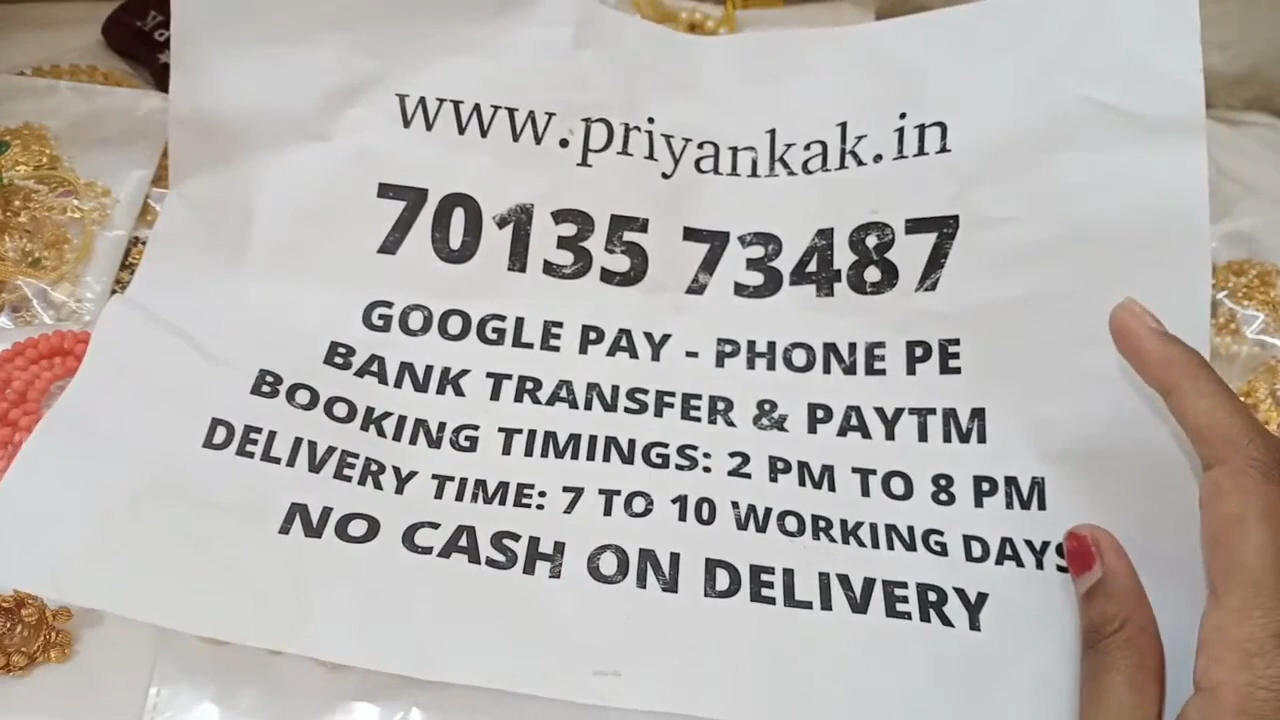 PK
www.priyankak.in
70135 73487
GOOGLE PAY - PHONE PE
BANK TRANSFER & PAYTM
BOOKING TIMINGS: 2 PM TO 8 PM
DELIVERY TIME: 7 TO 10 WORKING DAYS
NO CASH ON DELIVERY